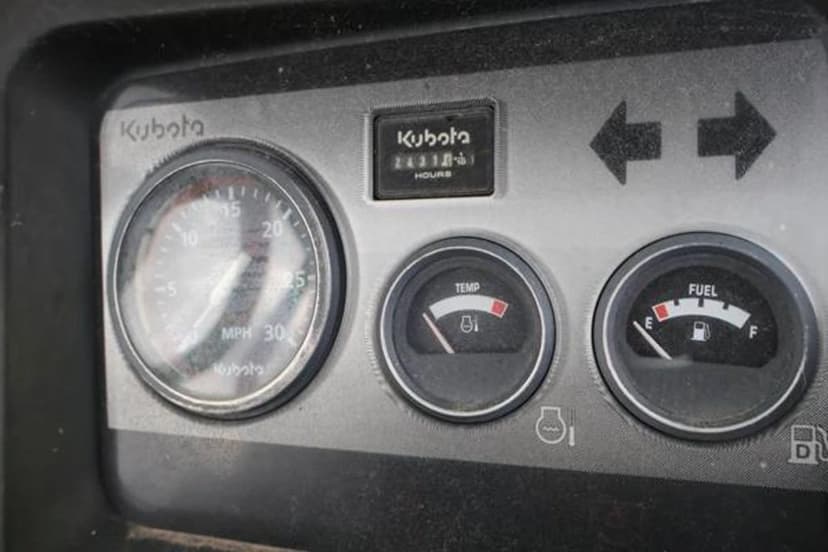 Kubota
Kubota
HOURS
5
10
15
20
25
30
MPH
Kubota
TEMP
FUEL
E
F
D